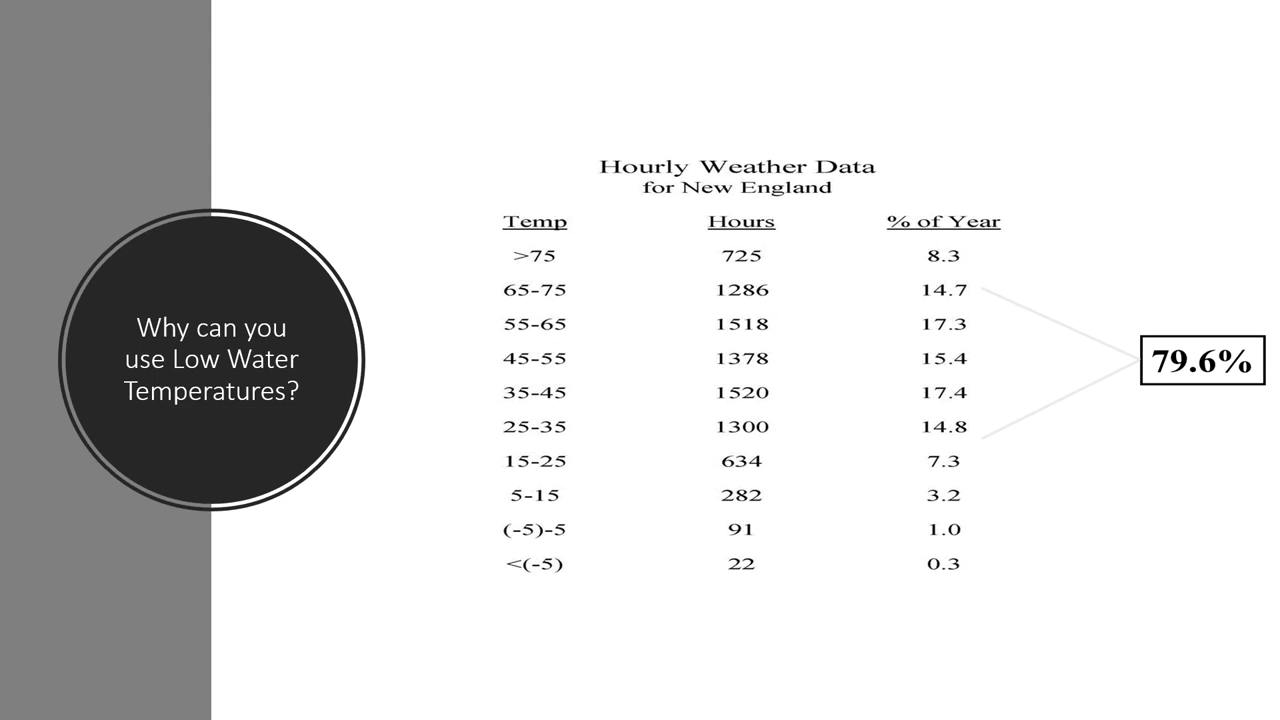 Why can you
use Low Water
Temperatures?
Hourly Weather Data
for New England
Temp Hours % of Year
>75 725 8.3
65-75 1286 14.7
55-65 1518 17.3
45-55 1378 15.4
35-45 1520 17.4
25-35 1300 14.8
15-25 634 7.3
5-15 282 3.2
(-5)-5 91 1.0
<(-5) 22 0.3
79.6%